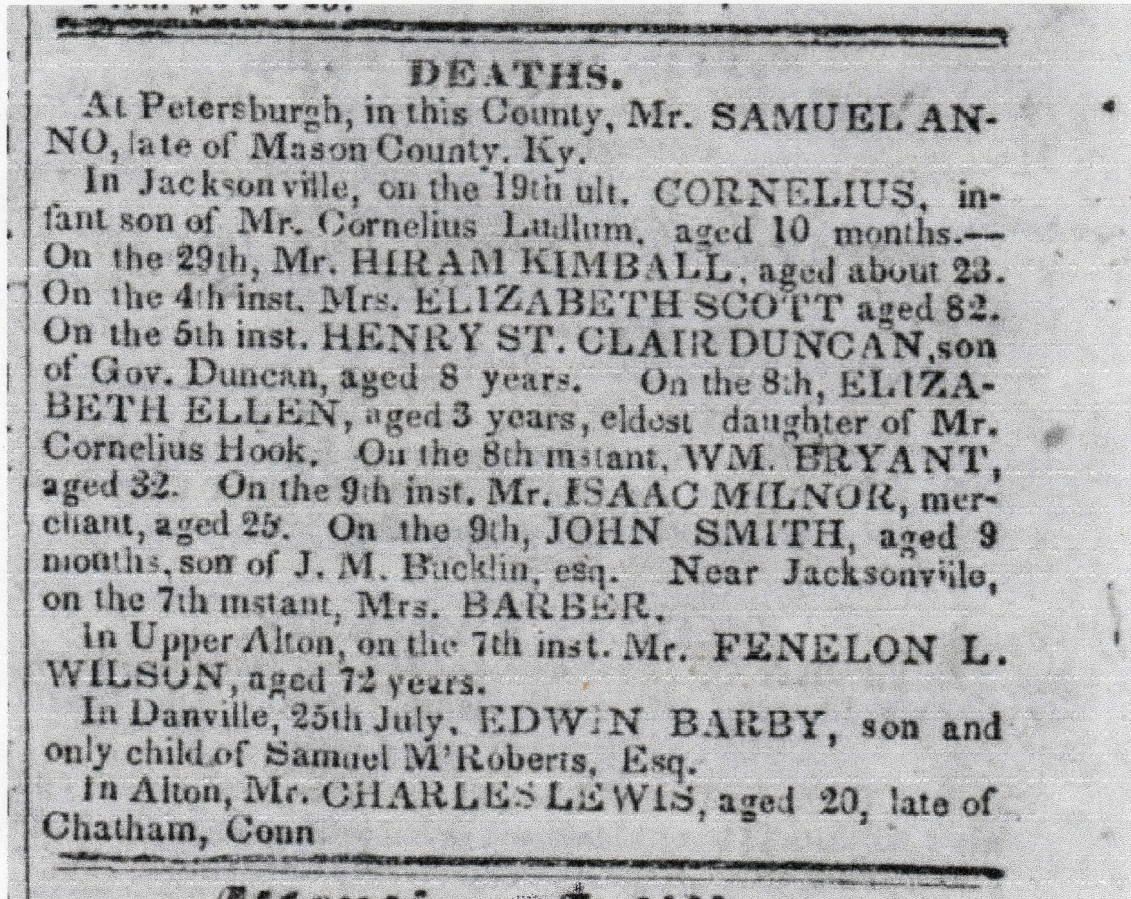 DEATHS.
At Petersburgh, in this County, Mr. SAMUEL AN-
NO, late of Mason County. Ky.
In Jacksonville, on the 19th ult. CORNELIUS, in-
fant son of Mr. Cornelius Ludlum, aged 10 months.—
On the 29th, Mr. HIRAM KIMBALL, aged about 23.
On the 4th inst. Mrs. ELIZABETH SCOTT aged 82.
On the 5th inst. HENRY ST. CLAIR DUNCAN, son
of Gov. Duncan, aged 8 years. On the 8th, ELIZA-
BETH ELLEN, aged 3 years, eldest daughter of Mr.
Cornelius Hook. On the 8th instant, WM. BRYANT,
aged 32. On the 9th inst. Mr. ISAAC MILNOR, mer-
chant, aged 25. On the 9th, JOHN SMITH, aged 9
months, son of J. M. Bucklin, esq. Near Jacksonville,
on the 7th instant, Mrs. BARBER.
In Upper Alton, on the 7th inst. Mr. FENELON L.
WILSON, aged 72 years.
In Danville, 25th July, EDWIN BARBY, son and
only child of Samuel M'Roberts, Esq.
In Alton, Mr. CHARLES LEWIS, aged 20, late of
Chatham, Conn